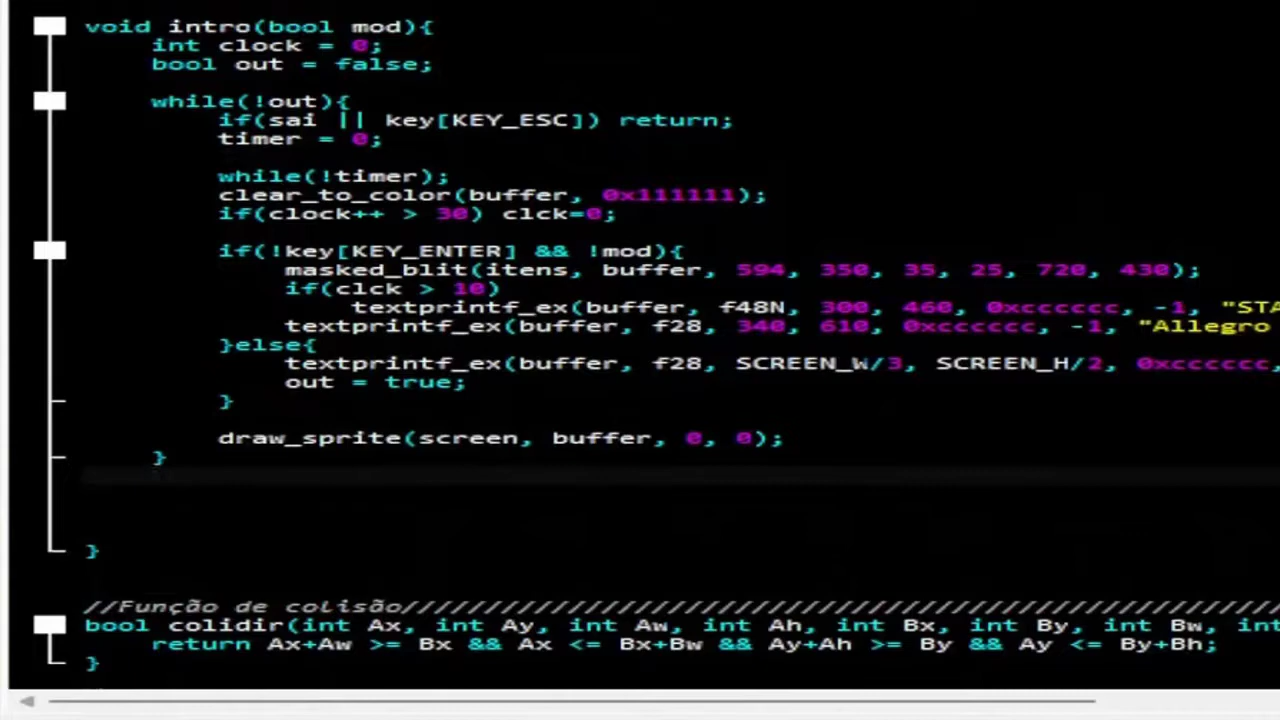 void intro(bool mod){
int clock = 0;
bool out = false;
while(!out){
if(sai || key[KEY_ESC]) return;
timer = 0;
while(!timer);
clear_to_color(buffer, 0x111111);
if(clock++ > 30) clck=0;
if(!key[KEY_ENTER] && !mod){
masked_blit(itens, buffer, 594, 350, 35, 25, 720, 430);
if(clck > 10)
textprintf_ex(buffer, f48N, 300, 460, 0xcccccc, -1, "STA
textprintf_ex(buffer, f28, 340, 610, 0xcccccc, -1, "Allegro
}else{
textprintf_ex(buffer, f28, SCREEN_W/3, SCREEN_H/2, 0xcccccc,
out = true;
}
draw_sprite(screen, buffer, 0, 0);
}
}
//Função de colisão////////////////////////////////////////////////////
bool colidir(int Ax, int Ay, int Aw, int Ah, int Bx, int By, int Bw, int
return Ax+Aw >= Bx && Ax <= Bx+Bw && Ay+Ah >= By && Ay <= By+Bh;
}